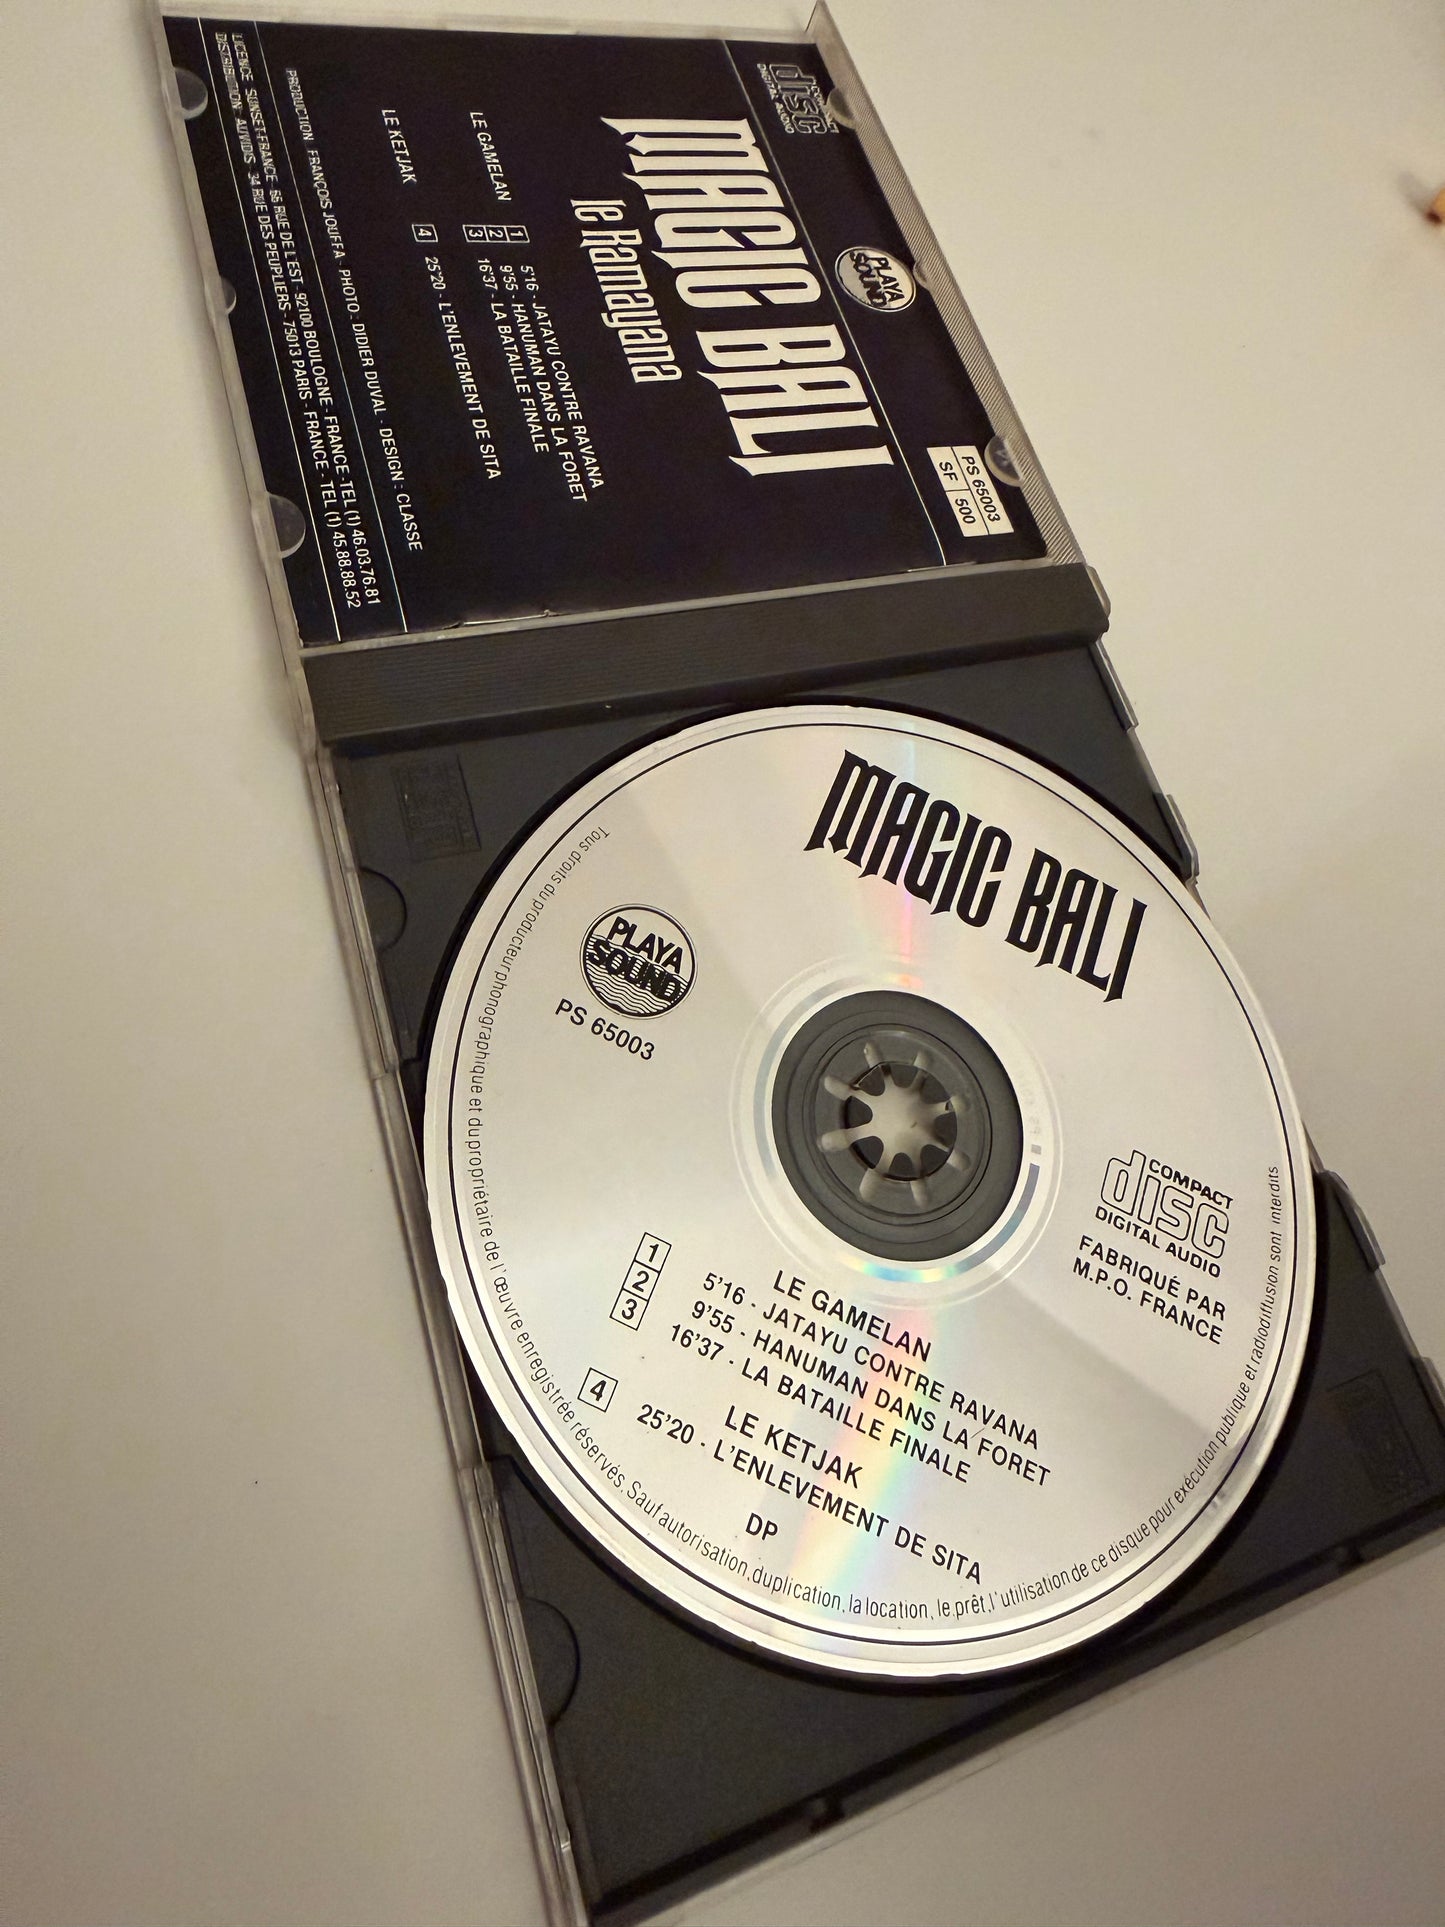 COMPACT
disc
DIGITAL AUDIO
PLAYA
SOUND
PS 65003
SF 500
MAGIC BALI
le Ramayana
LE GAMELAN
1 5'16 - JATAYU CONTRE RAVANA
2 9'55 - HANUMAN DANS LA FORET
3 16'37 - LA BATAILLE FINALE
LE KETJAK
4 25'20 - L'ENLEVEMENT DE SITA
PRODUCTION : FRANCOIS JOUFFA - PHOTO : DIDIER DUVAL - DESIGN : CLASSE
LICENCE SUNSET-FRANCE - 66 RUE DE L'EST - 92100 BOULOGNE - FRANCE - TEL (1) 46.03.76.81
DISTRIBUTION AUVIDIS - 34 RUE DES PEUPLIERS - 75013 PARIS - FRANCE - TEL (1) 45.88.88.52
MAGIC BALI
PLAYA
SOUND
PS 65003
COMPACT
disc
DIGITAL AUDIO
FABRIQUÉ PAR
M.P.O. FRANCE
LE GAMELAN
1 5'16 - JATAYU CONTRE RAVANA
2 9'55 - HANUMAN DANS LA FORET
3 16'37 - LA BATAILLE FINALE
LE KETJAK
4 25'20 - L'ENLEVEMENT DE SITA
DP
Tous droits du producteur phonographique et du propriétaire de l'Œuvre enregistrée réservés. Sauf autorisation, duplication, la location, le prêt, l'utilisation de ce disque pour exécution publique et radiodiffusion sont interdits